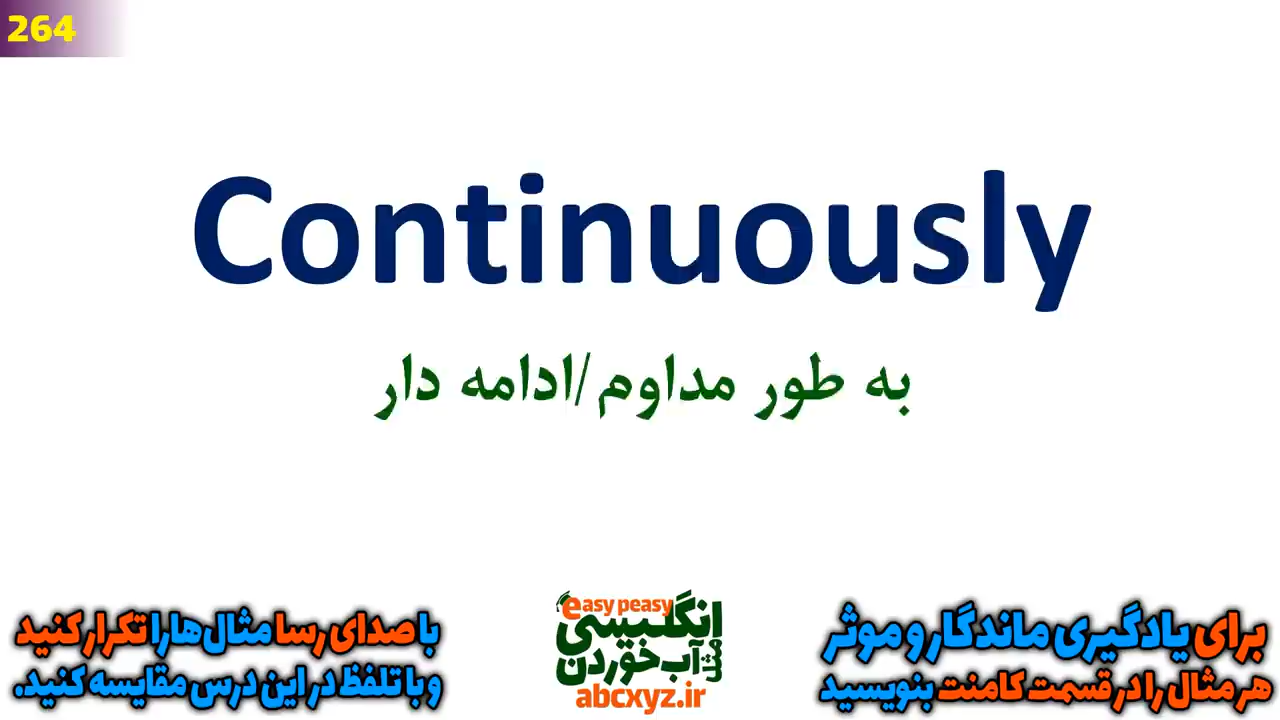 264
Continuously
به طور مداوم/ادامه دار
با صدای رسا مثال‌ها را تکرار کنید
و با تلفظ در این درس مقایسه کنید.
easy peasy
انگلیسی
مثل آب خوردن
abcxyz.ir
برای یادگیری ماندگار و موثر
هر مثال را در قسمت کامنت بنویسید